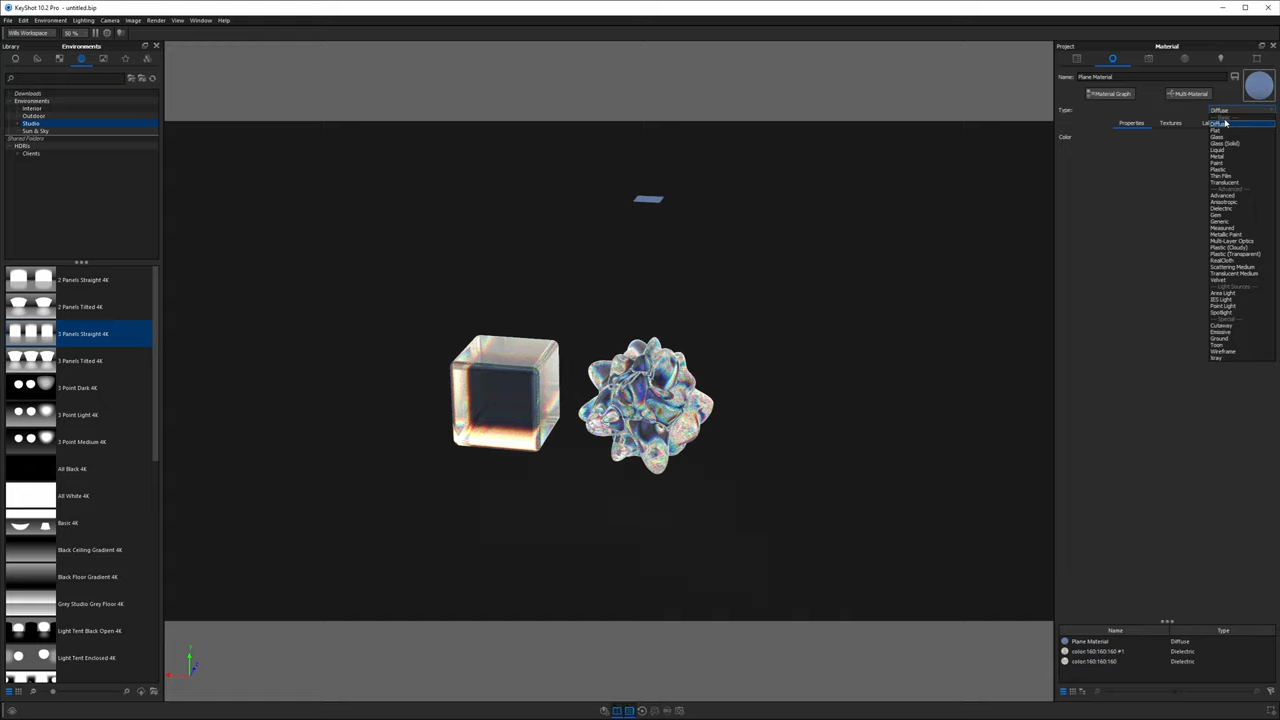 KeyShot 10.2 Pro - untitled.bip
File Edit Environment Lighting Camera Image Render View Window Help
Wills Workspace 50 %
Library Environments
Downloads
Environments
Interior
Outdoor
Studio
Sun & Sky
Shared Folders
HDRIs
Clients
2 Panels Straight 4K
2 Panels Tilted 4K
3 Panels Straight 4K
3 Panels Tilted 4K
3 Point Dark 4K
3 Point Light 4K
3 Point Medium 4K
All Black 4K
All White 4K
Basic 4K
Black Ceiling Gradient 4K
Black Floor Gradient 4K
Grey Studio Grey Floor 4K
Light Tent Black Open 4K
Light Tent Enclosed 4K
Project Material
Name: Plane Material
Material Graph Multi-Material
Type: Diffuse
Properties Textures
Color
Flat
Glass
Glass (Solid)
Liquid
Metal
Paint
Plastic
Thin Film
Translucent
--- Advanced ---
Advanced
Anisotropic
Dielectric
Gem
Generic
Measured
Metallic Paint
Multi-Layer Optics
Plastic (Cloudy)
Plastic (Transparent)
RealCloth
Scattering Medium
Translucent Medium
Velvet
--- Light Sources ---
Area Light
IES Light
Point Light
Spotlight
--- Special ---
Cutaway
Emissive
Ground
Toon
Wireframe
Xray
Name Type
Plane Material Diffuse
color:160:160:160 #1 Dielectric
color:160:160:160 Dielectric